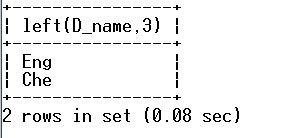 +----------------+
| left(D_name,3) |
+----------------+
| Eng            |
| Che            |
+----------------+
2 rows in set (0.08 sec)